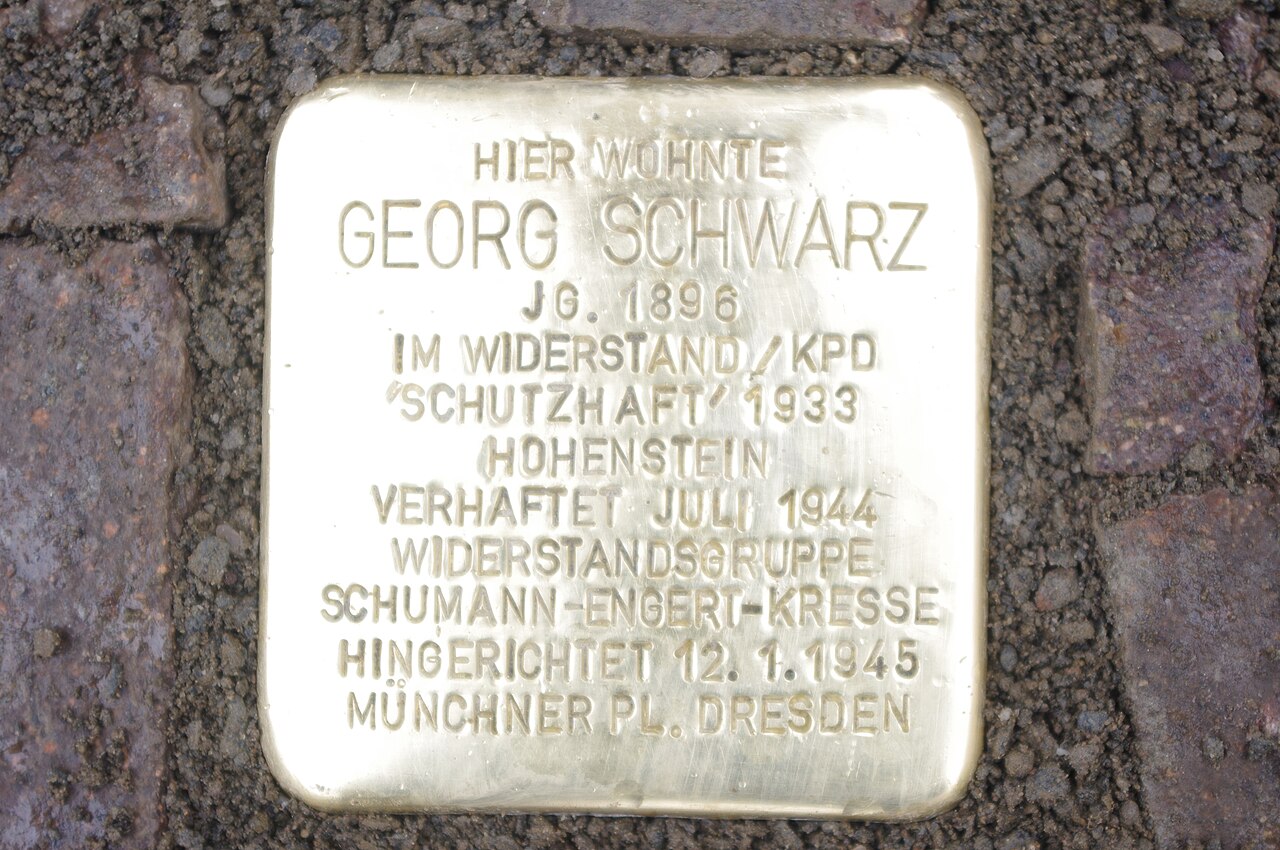 HIER WOHNTE
GEORG SCHWARZ
JG. 1896
IM WIDERSTAND/KPD
'SCHUTZHAFT' 1933
HOHENSTEIN
VERHAFTET JULI 1944
WIDERSTANDSGRUPPE
SCHUMANN-ENGERT-KRESSE
HINGERICHTET 12.1.1945
MÜNCHNER PL. DRESDEN